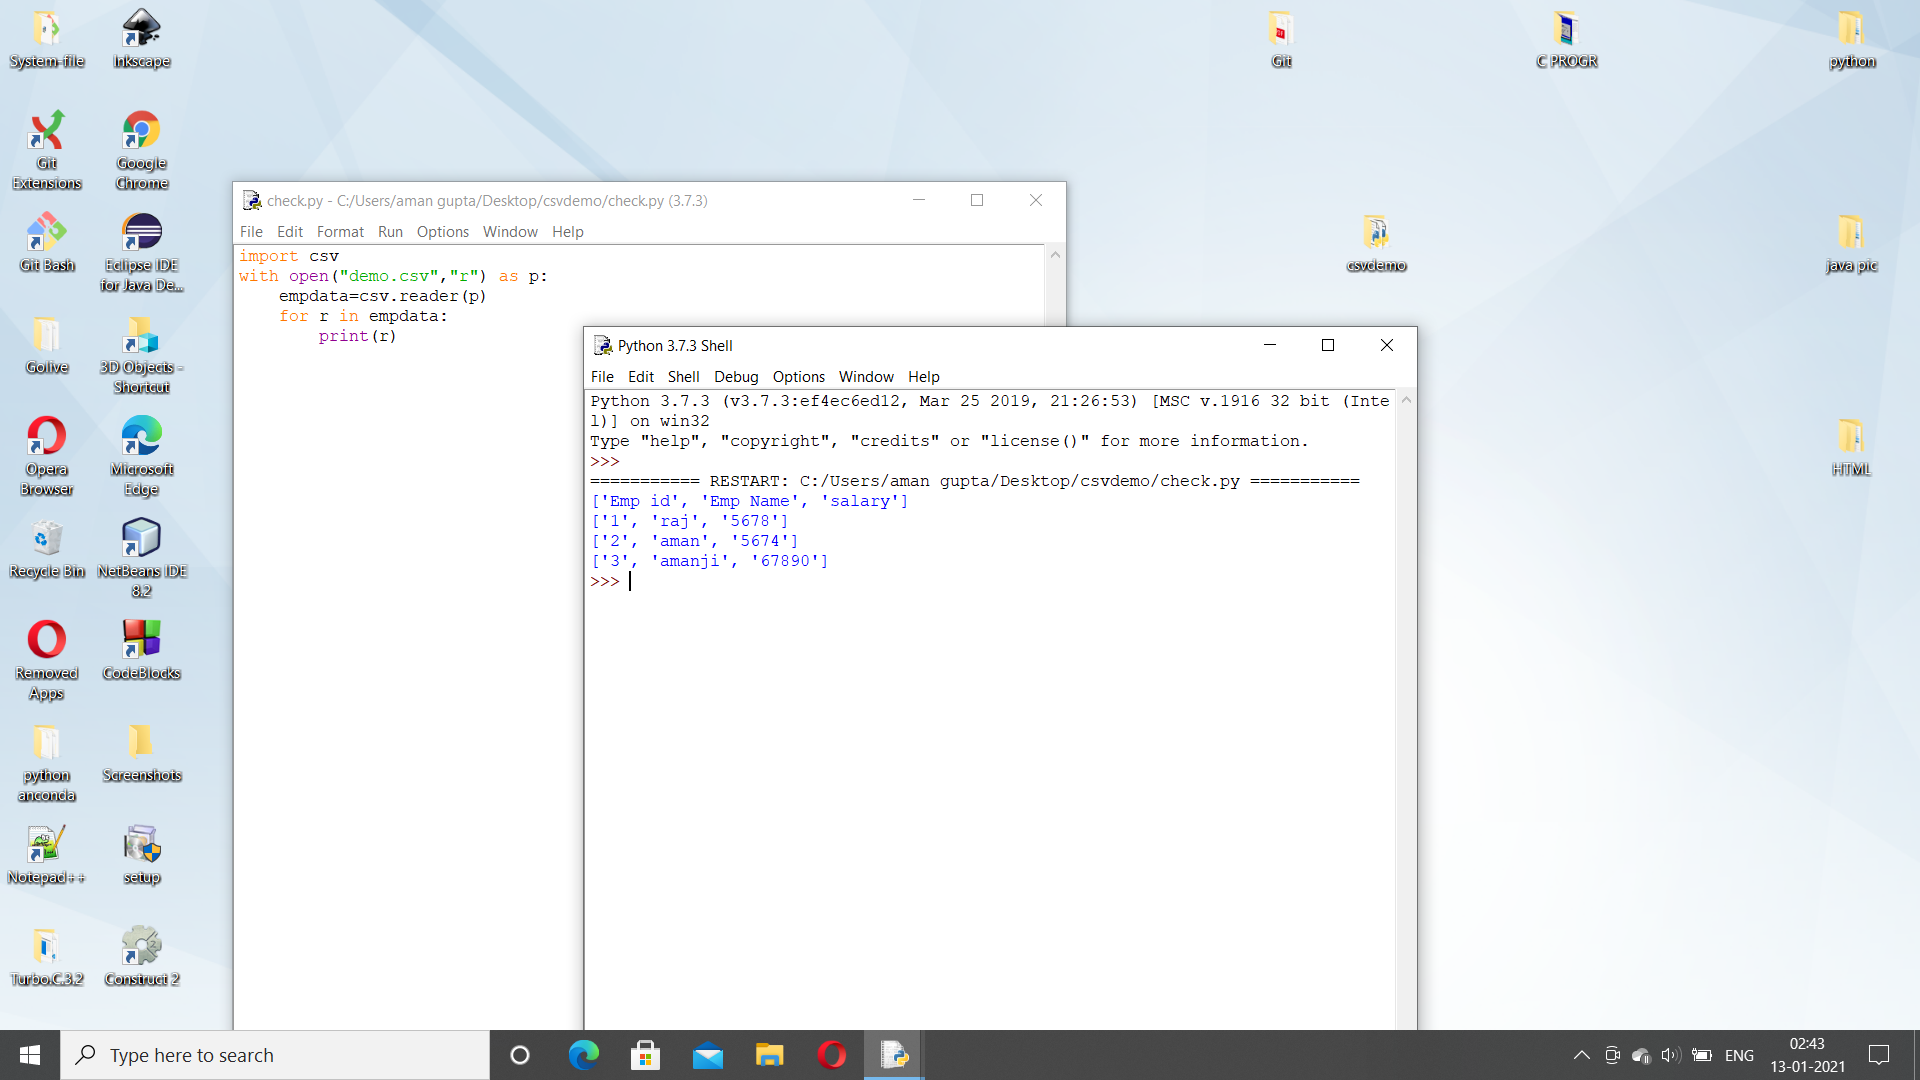 System-file
Inkscape
Git
C PROGR
python
Git
Extensions
Google
Chrome
Git Bash
Eclipse IDE
for Java De...
csvdemo
java pic
Golive
3D Objects -
Shortcut
Opera
Browser
Microsoft
Edge
HTML
Recycle Bin
NetBeans IDE
8.2
Removed
Apps
CodeBlocks
python
anconda
Screenshots
Notepad++
setup
Turbo.C.3.2
Construct 2
check.py - C:/Users/aman gupta/Desktop/csvdemo/check.py (3.7.3)
File Edit Format Run Options Window Help
import csv
with open("demo.csv","r") as p:
    empdata=csv.reader(p)
    for r in empdata:
        print(r)
Python 3.7.3 Shell
File Edit Shell Debug Options Window Help
Python 3.7.3 (v3.7.3:ef4ec6ed12, Mar 25 2019, 21:26:53) [MSC v.1916 32 bit (Inte
l)] on win32
Type "help", "copyright", "credits" or "license()" for more information.
>>>
=========== RESTART: C:/Users/aman gupta/Desktop/csvdemo/check.py ===========
['Emp id', 'Emp Name', 'salary']
['1', 'raj', '5678']
['2', 'aman', '5674']
['3', 'amanji', '67890']
>>>
Type here to search
ENG
02:43
13-01-2021